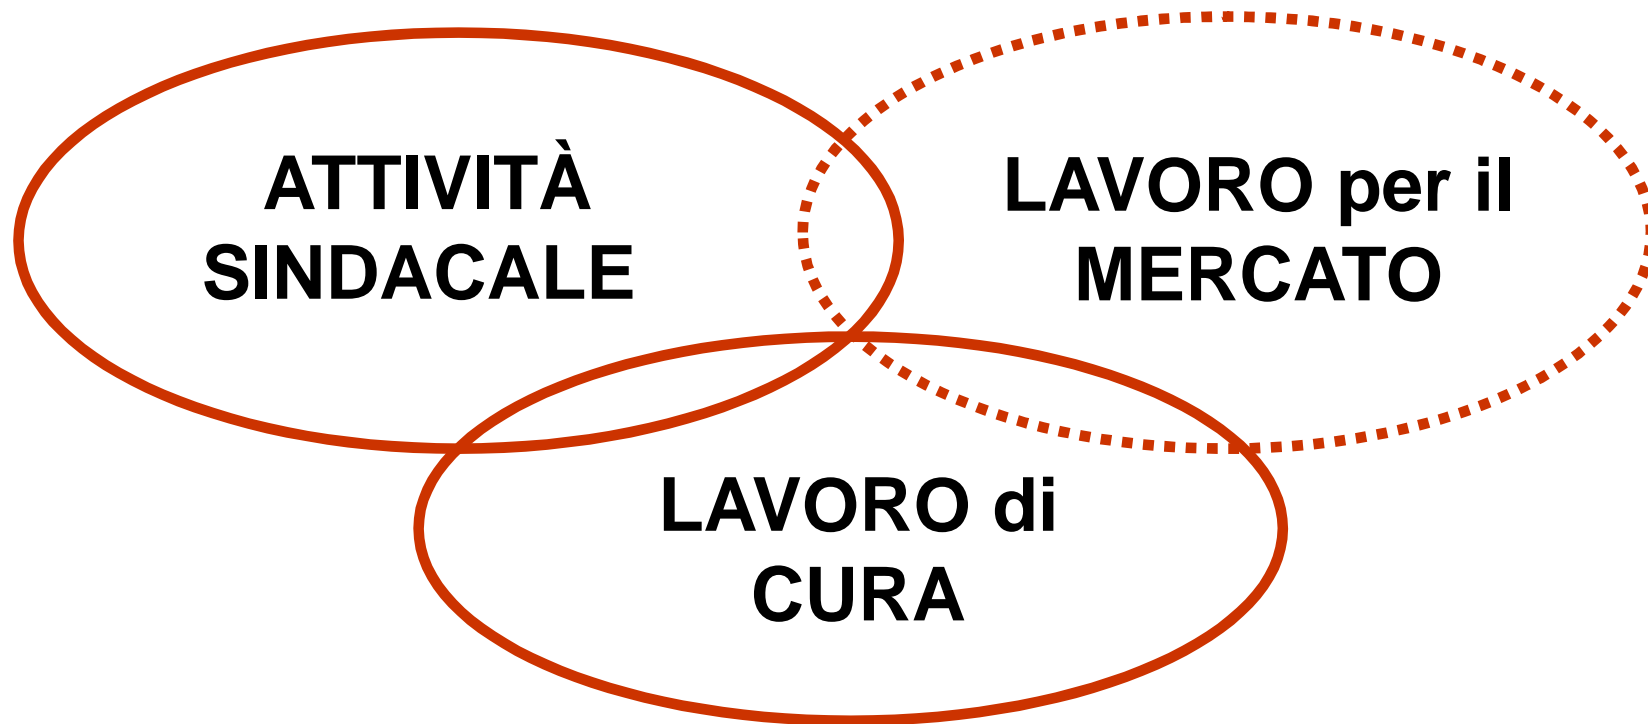 ATTIVITÀ
SINDACALE
LAVORO per il
MERCATO
LAVORO di
CURA